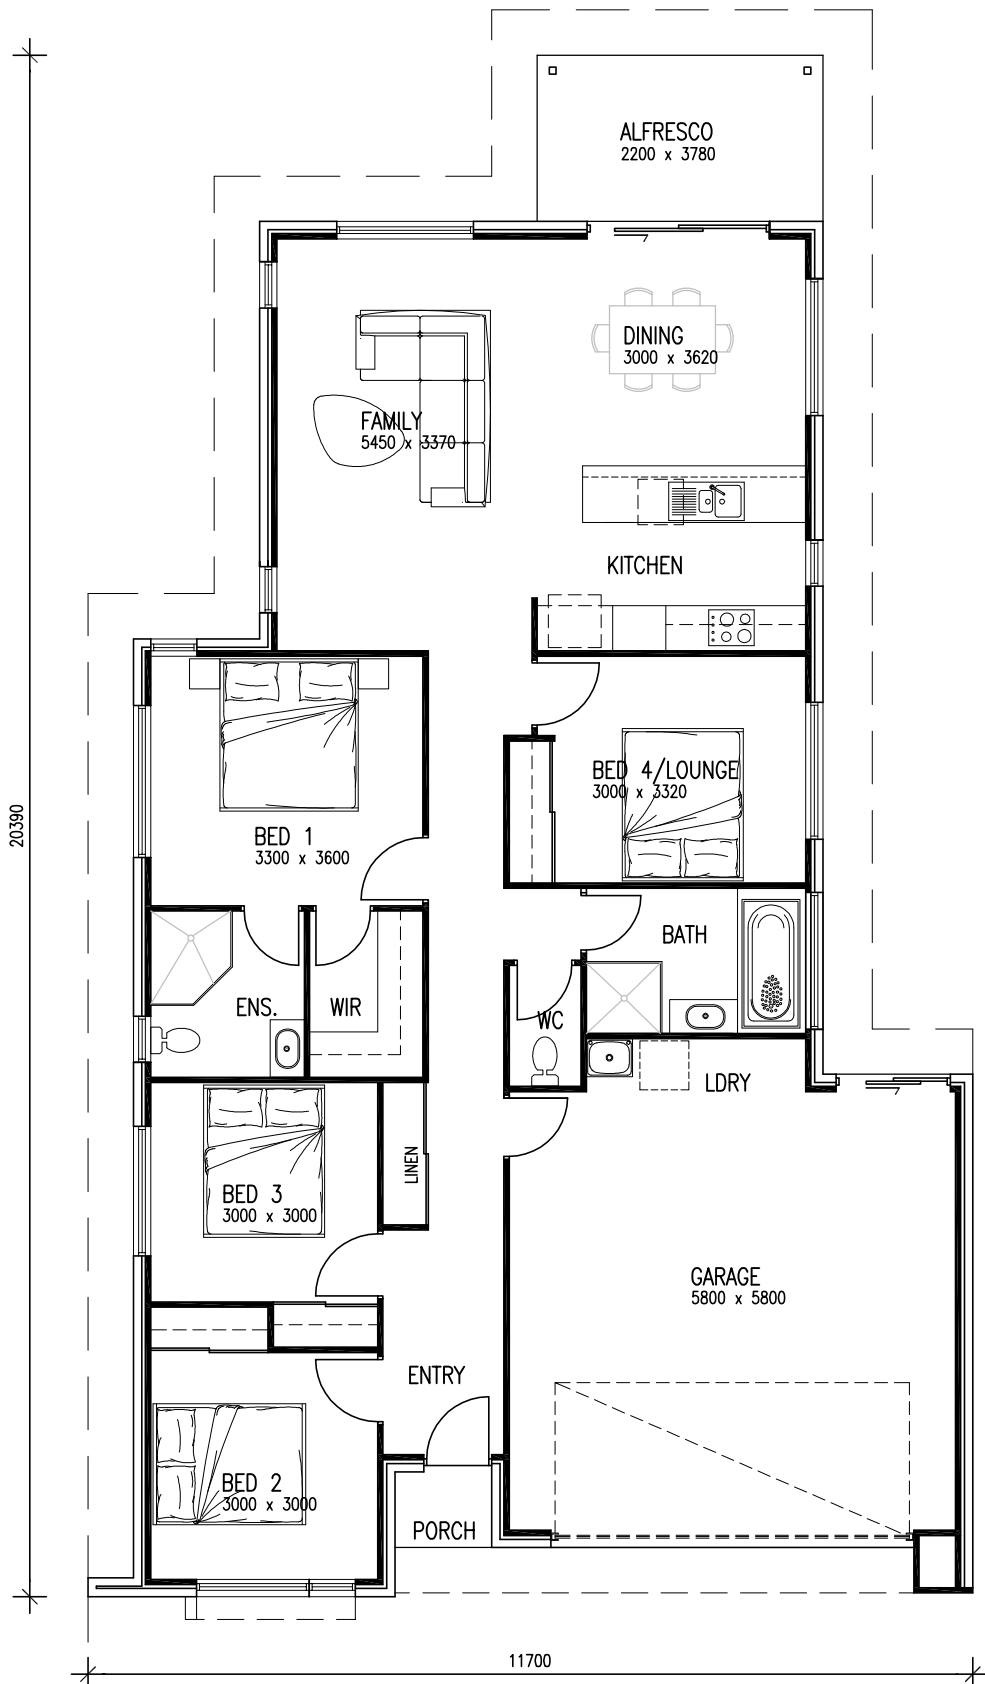 ALFRESCO
2200 x 3780
DINING
3000 x 3620
FAMILY
5450 x 3370
KITCHEN
BED 4/LOUNGE
3000 x 3320
20390
BED 1
3300 x 3600
BATH
ENS.
WIR
WC
LDRY
LINEN
BED 3
3000 x 3000
GARAGE
5800 x 5800
ENTRY
BED 2
3000 x 3000
PORCH
11700